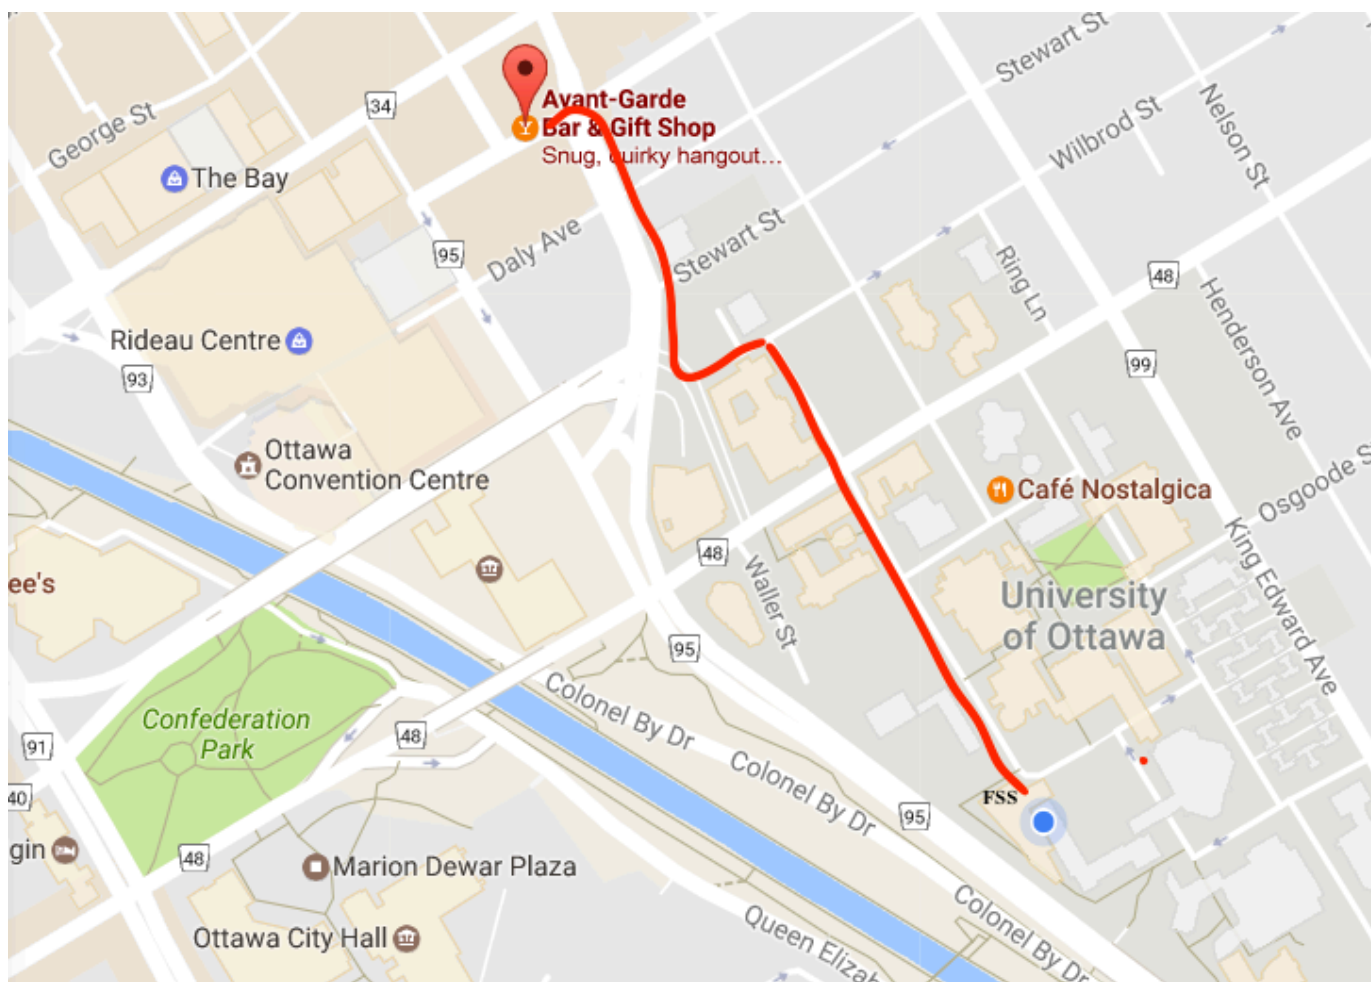 Stewart St
Nelson St
Wilbrod St
George St
34
Avant-Garde
Bar & Gift Shop
Snug, quirky hangout...
The Bay
Daly Ave
Stewart St
95
Ring Ln
48
Henderson Ave
Rideau Centre
93
99
Ottawa
Convention Centre
Café Nostalgica
Osgoode S
48
Waller St
King Edward Ave
ee's
University
of Ottawa
95
Colonel By Dr
Confederation
Park
48
91
Colonel By Dr
40
FSS
95
gin
48
Marion Dewar Plaza
Colonel By Dr
Queen Elizab
Ottawa City Hall